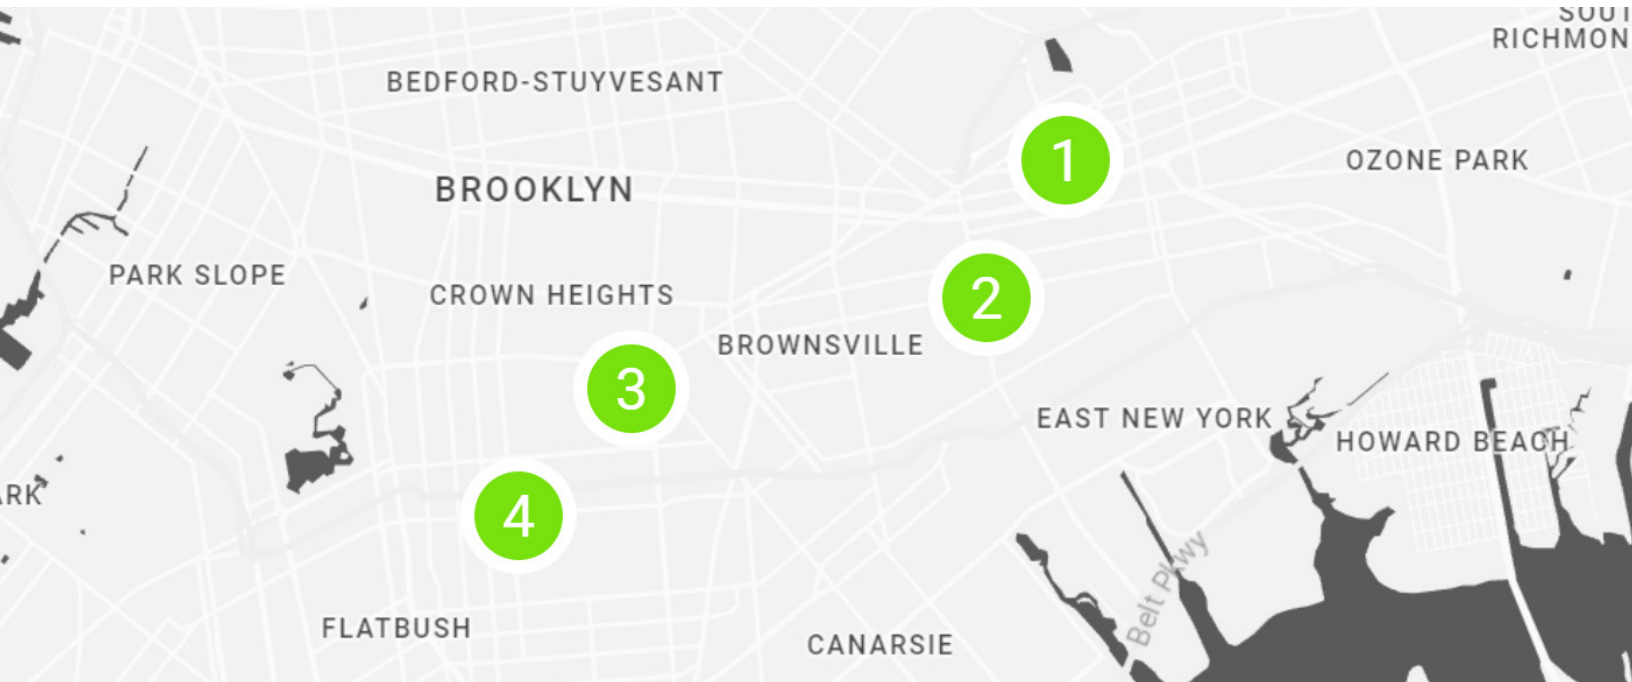 SOUT
RICHMON
BEDFORD-STUYVESANT
1
OZONE PARK
BROOKLYN
PARK SLOPE
CROWN HEIGHTS
2
BROWNSVILLE
3
EAST NEW YORK
HOWARD BEACH
ARK
4
Belt Pkwy
FLATBUSH
CANARSIE